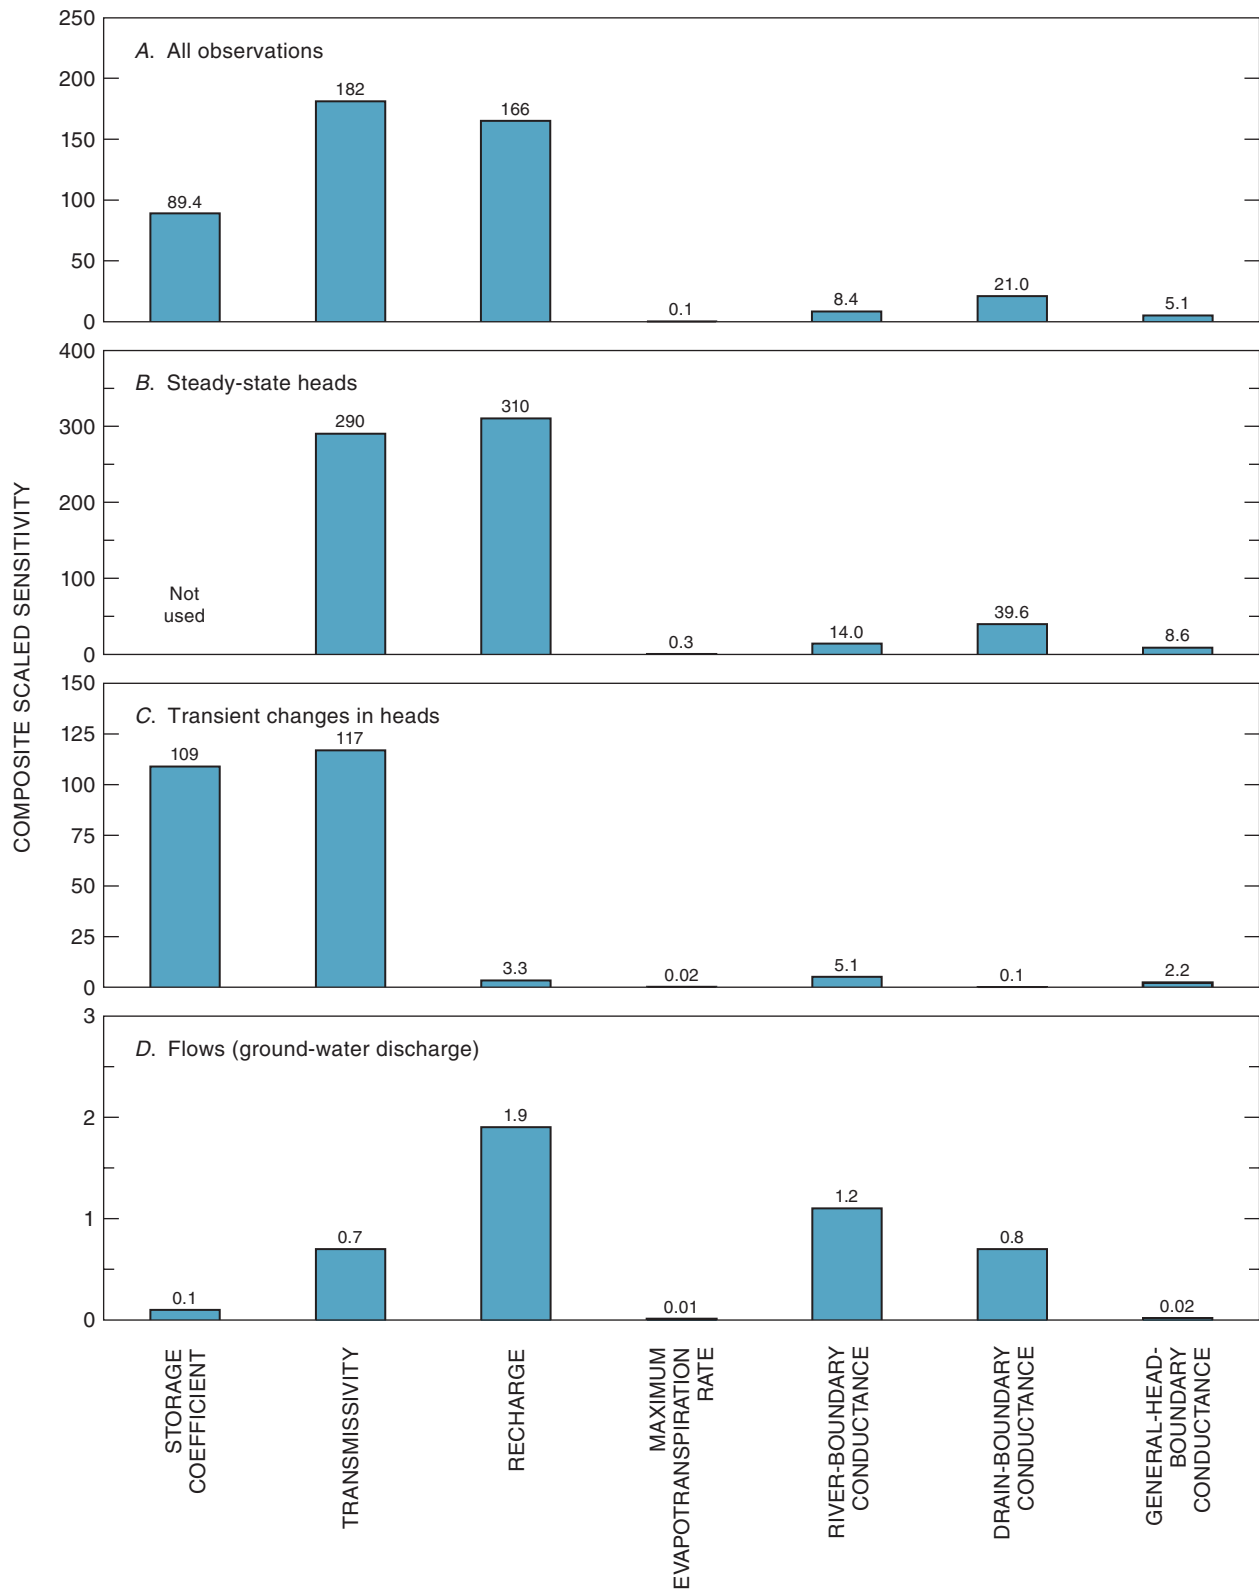 COMPOSITE SCALED SENSITIVITY
A. All observations
250
200
150
100
50
0
89.4
182
166
0.1
8.4
21.0
5.1
B. Steady-state heads
400
300
200
100
0
Not
used
290
310
0.3
14.0
39.6
8.6
C. Transient changes in heads
150
125
100
75
50
25
0
109
117
3.3
0.02
5.1
0.1
2.2
D. Flows (ground-water discharge)
3
2
1
0
0.1
0.7
1.9
0.01
1.2
0.8
0.02
STORAGE
COEFFICIENT
TRANSMISSIVITY
RECHARGE
MAXIMUM
EVAPOTRANSPIRATION
RATE
RIVER-BOUNDARY
CONDUCTANCE
DRAIN-BOUNDARY
CONDUCTANCE
GENERAL-HEAD-
BOUNDARY
CONDUCTANCE